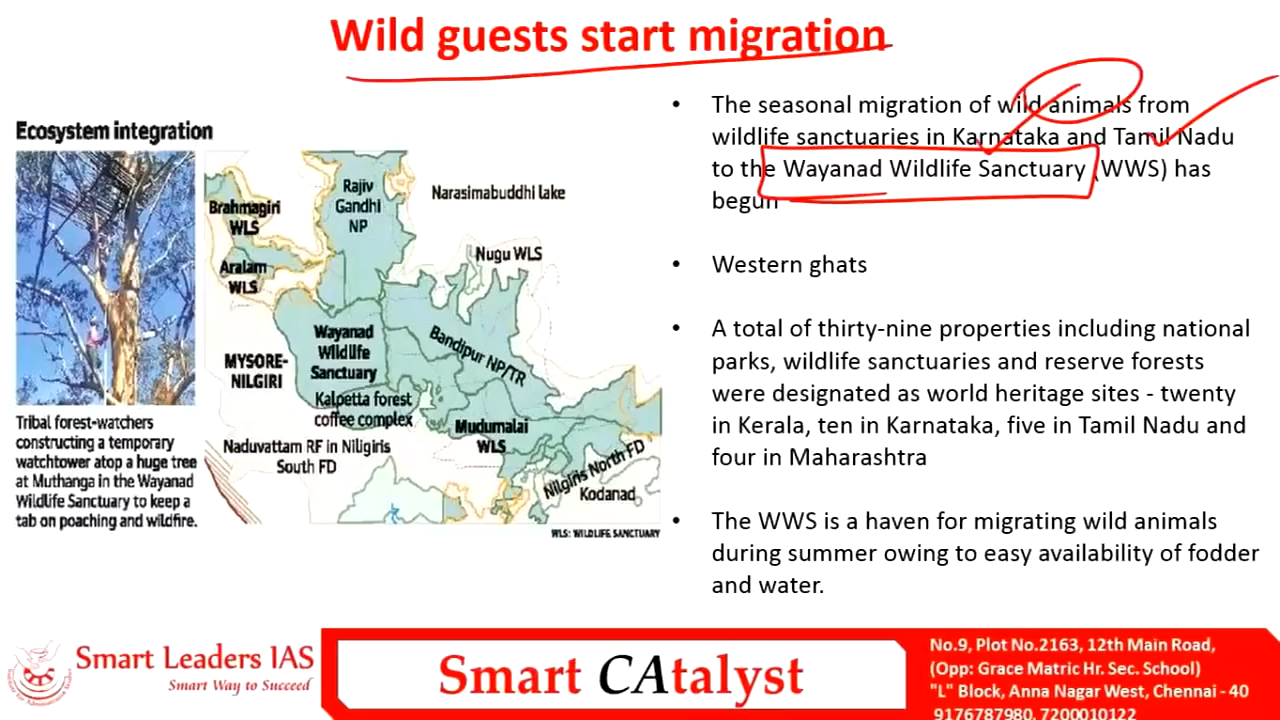 Wild guests start migration
Ecosystem integration
Brahmagiri
WLS
Aralam
WLS
Rajiv
Gandhi
NP
Narasimabuddhi lake
Nugu WLS
Wayanad
Wildlife
Sanctuary
MYSORE-
NILGIRI
Bandipur NP/TR
Kalpetta forest
coffee complex
Naduvattam RF in Niligiris
South FD
Mudumalai
WLS
Nilgiris North FD
Kodanad
WLS: WILDLIFE SANCTUARY
Tribal forest-watchers
constructing a temporary
watchtower atop a huge tree
at Muthanga in the Wayanad
Wildlife Sanctuary to keep a
tab on poaching and wildfire.
• The seasonal migration of wild animals from
wildlife sanctuaries in Karnataka and Tamil Nadu
to the Wayanad Wildlife Sanctuary (WWS) has
begun
• Western ghats
• A total of thirty-nine properties including national
parks, wildlife sanctuaries and reserve forests
were designated as world heritage sites - twenty
in Kerala, ten in Karnataka, five in Tamil Nadu and
four in Maharashtra
• The WWS is a haven for migrating wild animals
during summer owing to easy availability of fodder
and water.
Smart Leaders IAS
Smart Way to Succeed
Smart CAtalyst
No.9, Plot No.2163, 12th Main Road,
(Opp: Grace Matric Hr. Sec. School)
"L" Block, Anna Nagar West, Chennai - 40
9176787980, 7200010122